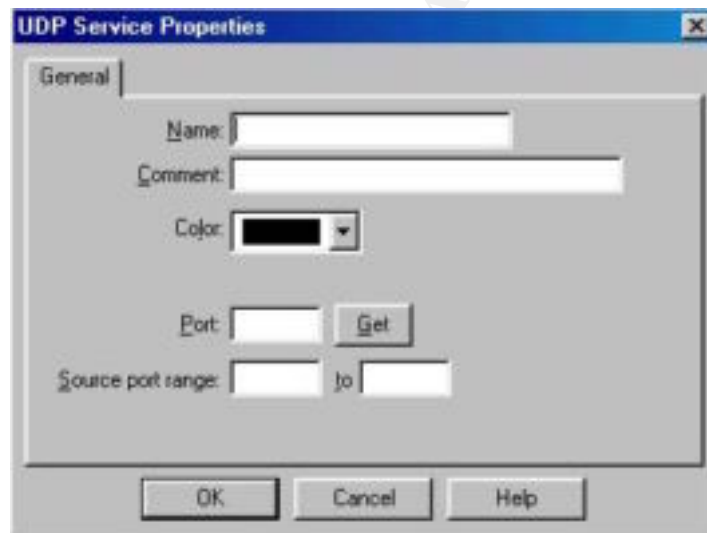 UDP Service Properties
General
Name:
Comment:
Color:
Port: Get
Source port range: to
OK Cancel Help